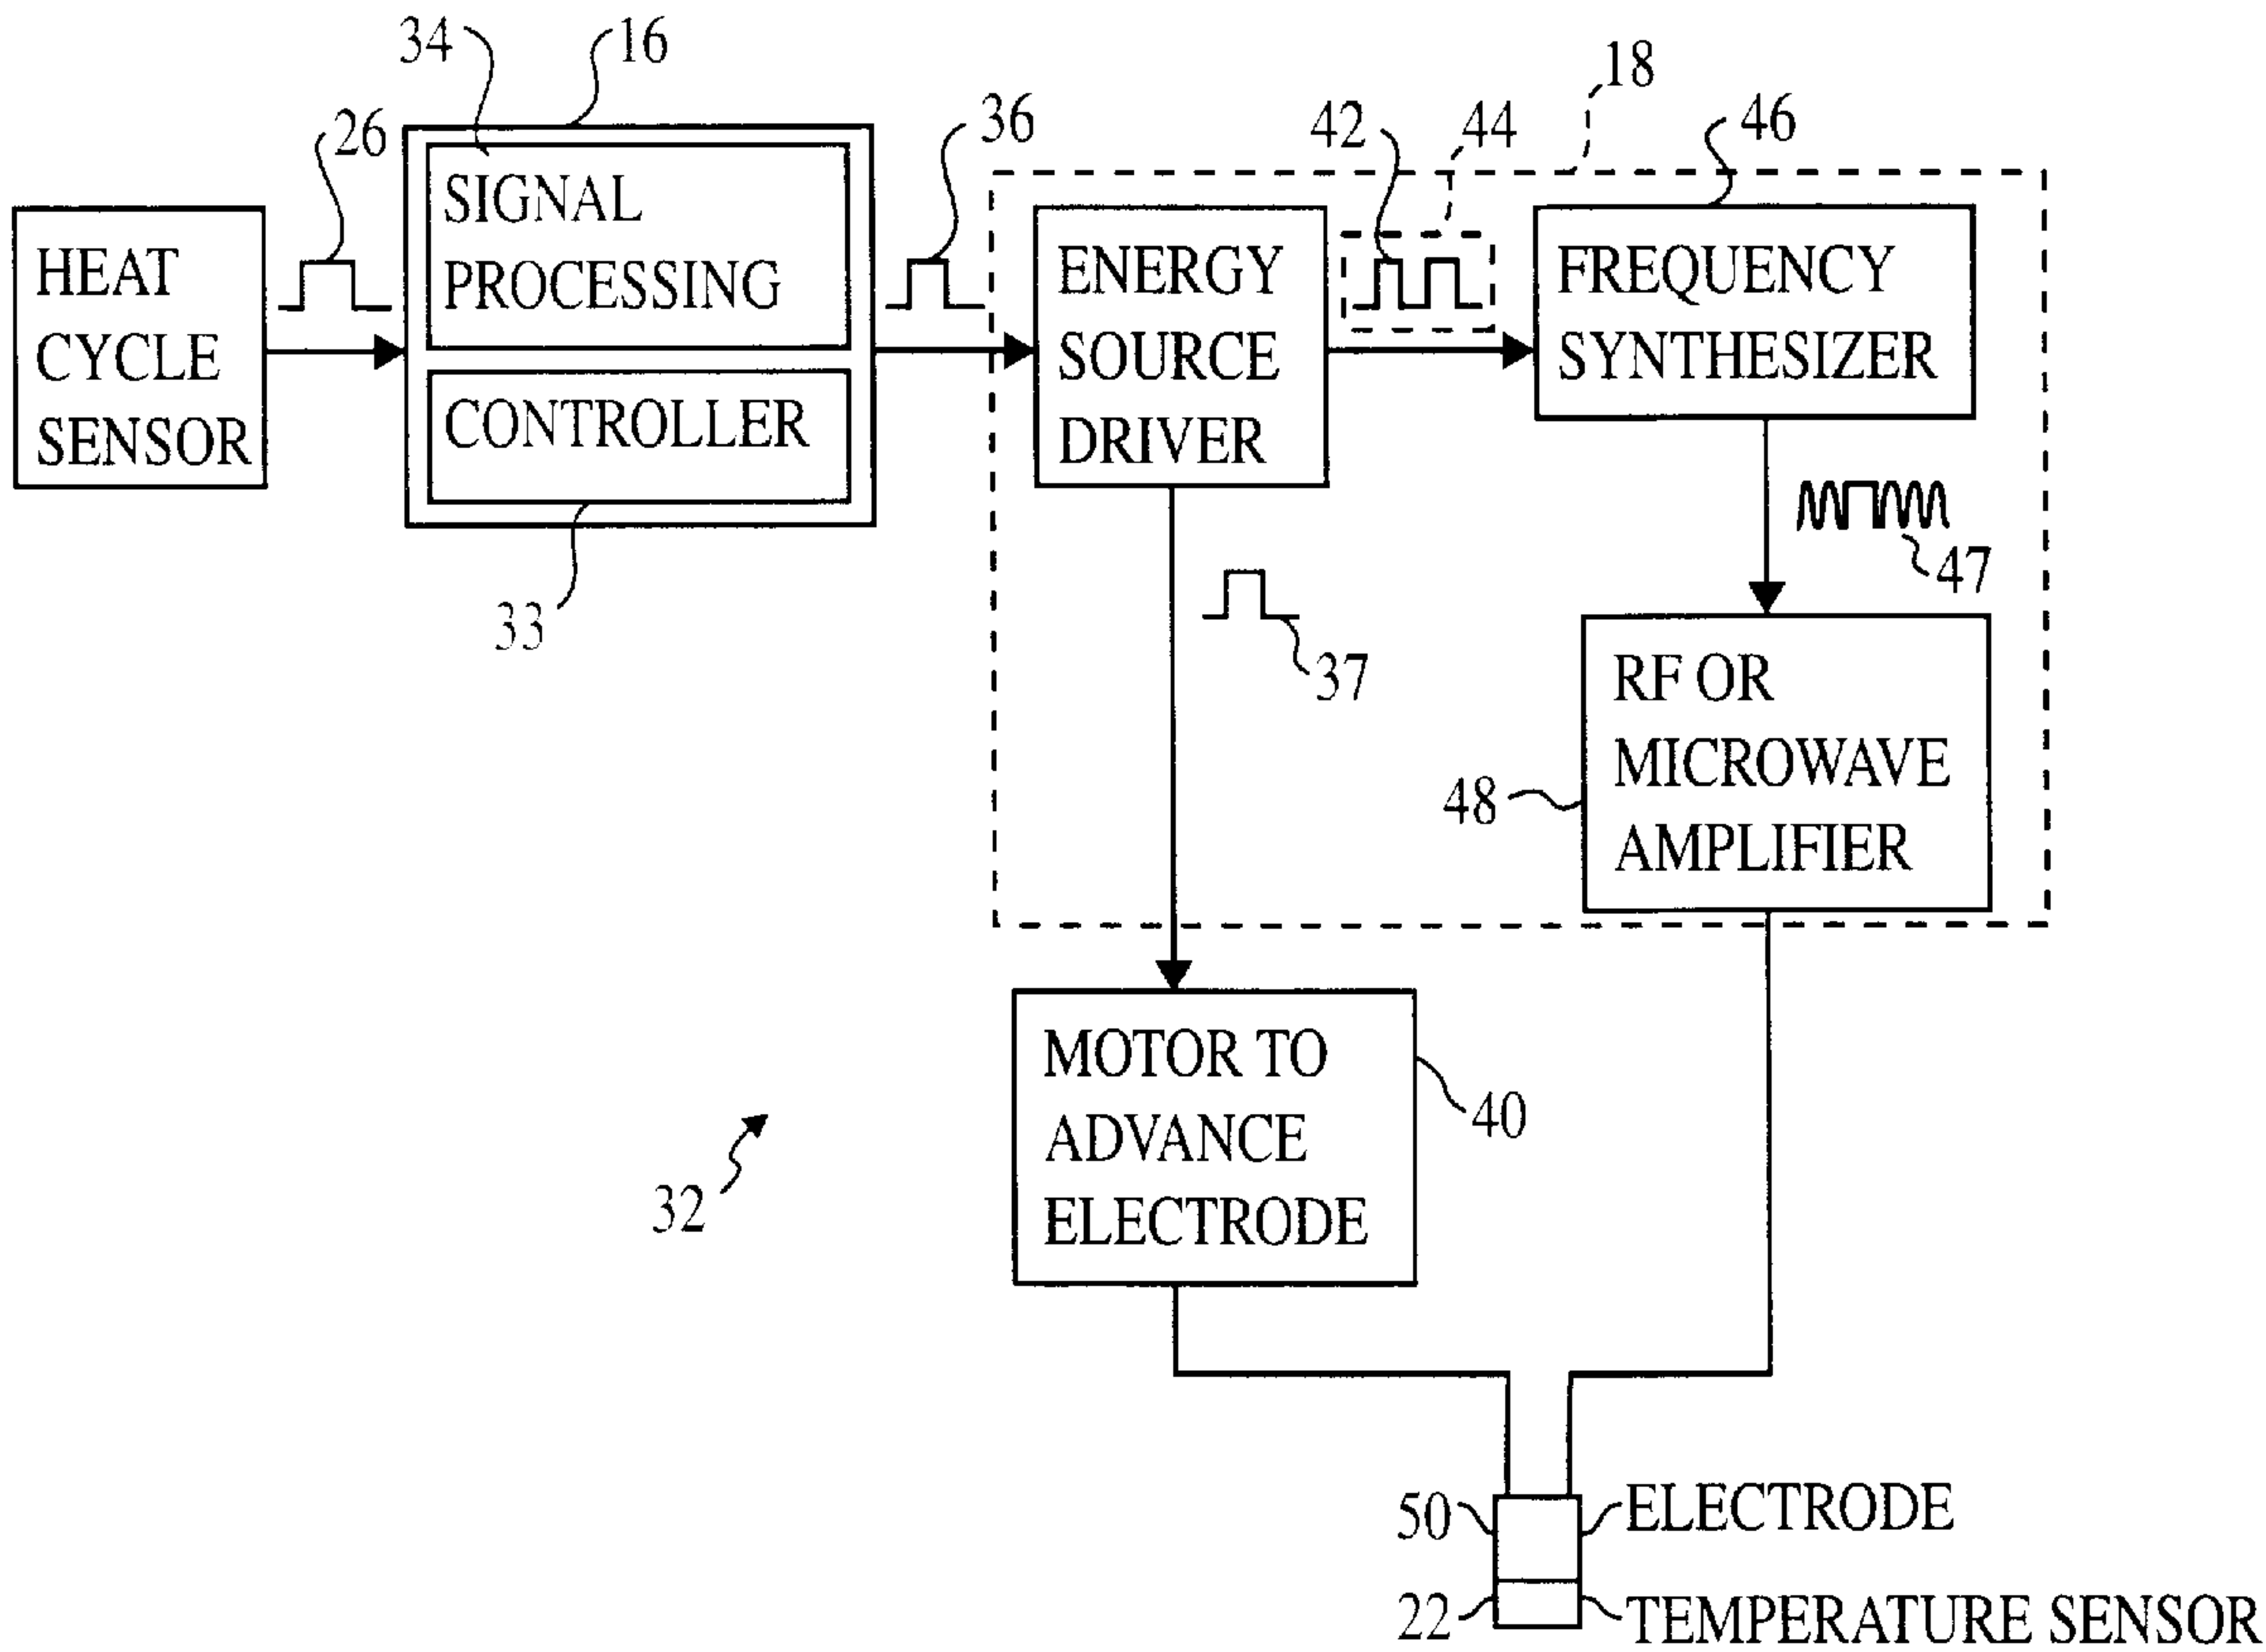 34
16
18
26
36
42
44
46
HEAT
CYCLE
SENSOR
SIGNAL
PROCESSING
CONTROLLER
33
ENERGY
SOURCE
DRIVER
FREQUENCY
SYNTHESIZER
47
37
RF OR
MICROWAVE
AMPLIFIER
48
MOTOR TO
ADVANCE
ELECTRODE
40
32
50
ELECTRODE
22
TEMPERATURE SENSOR